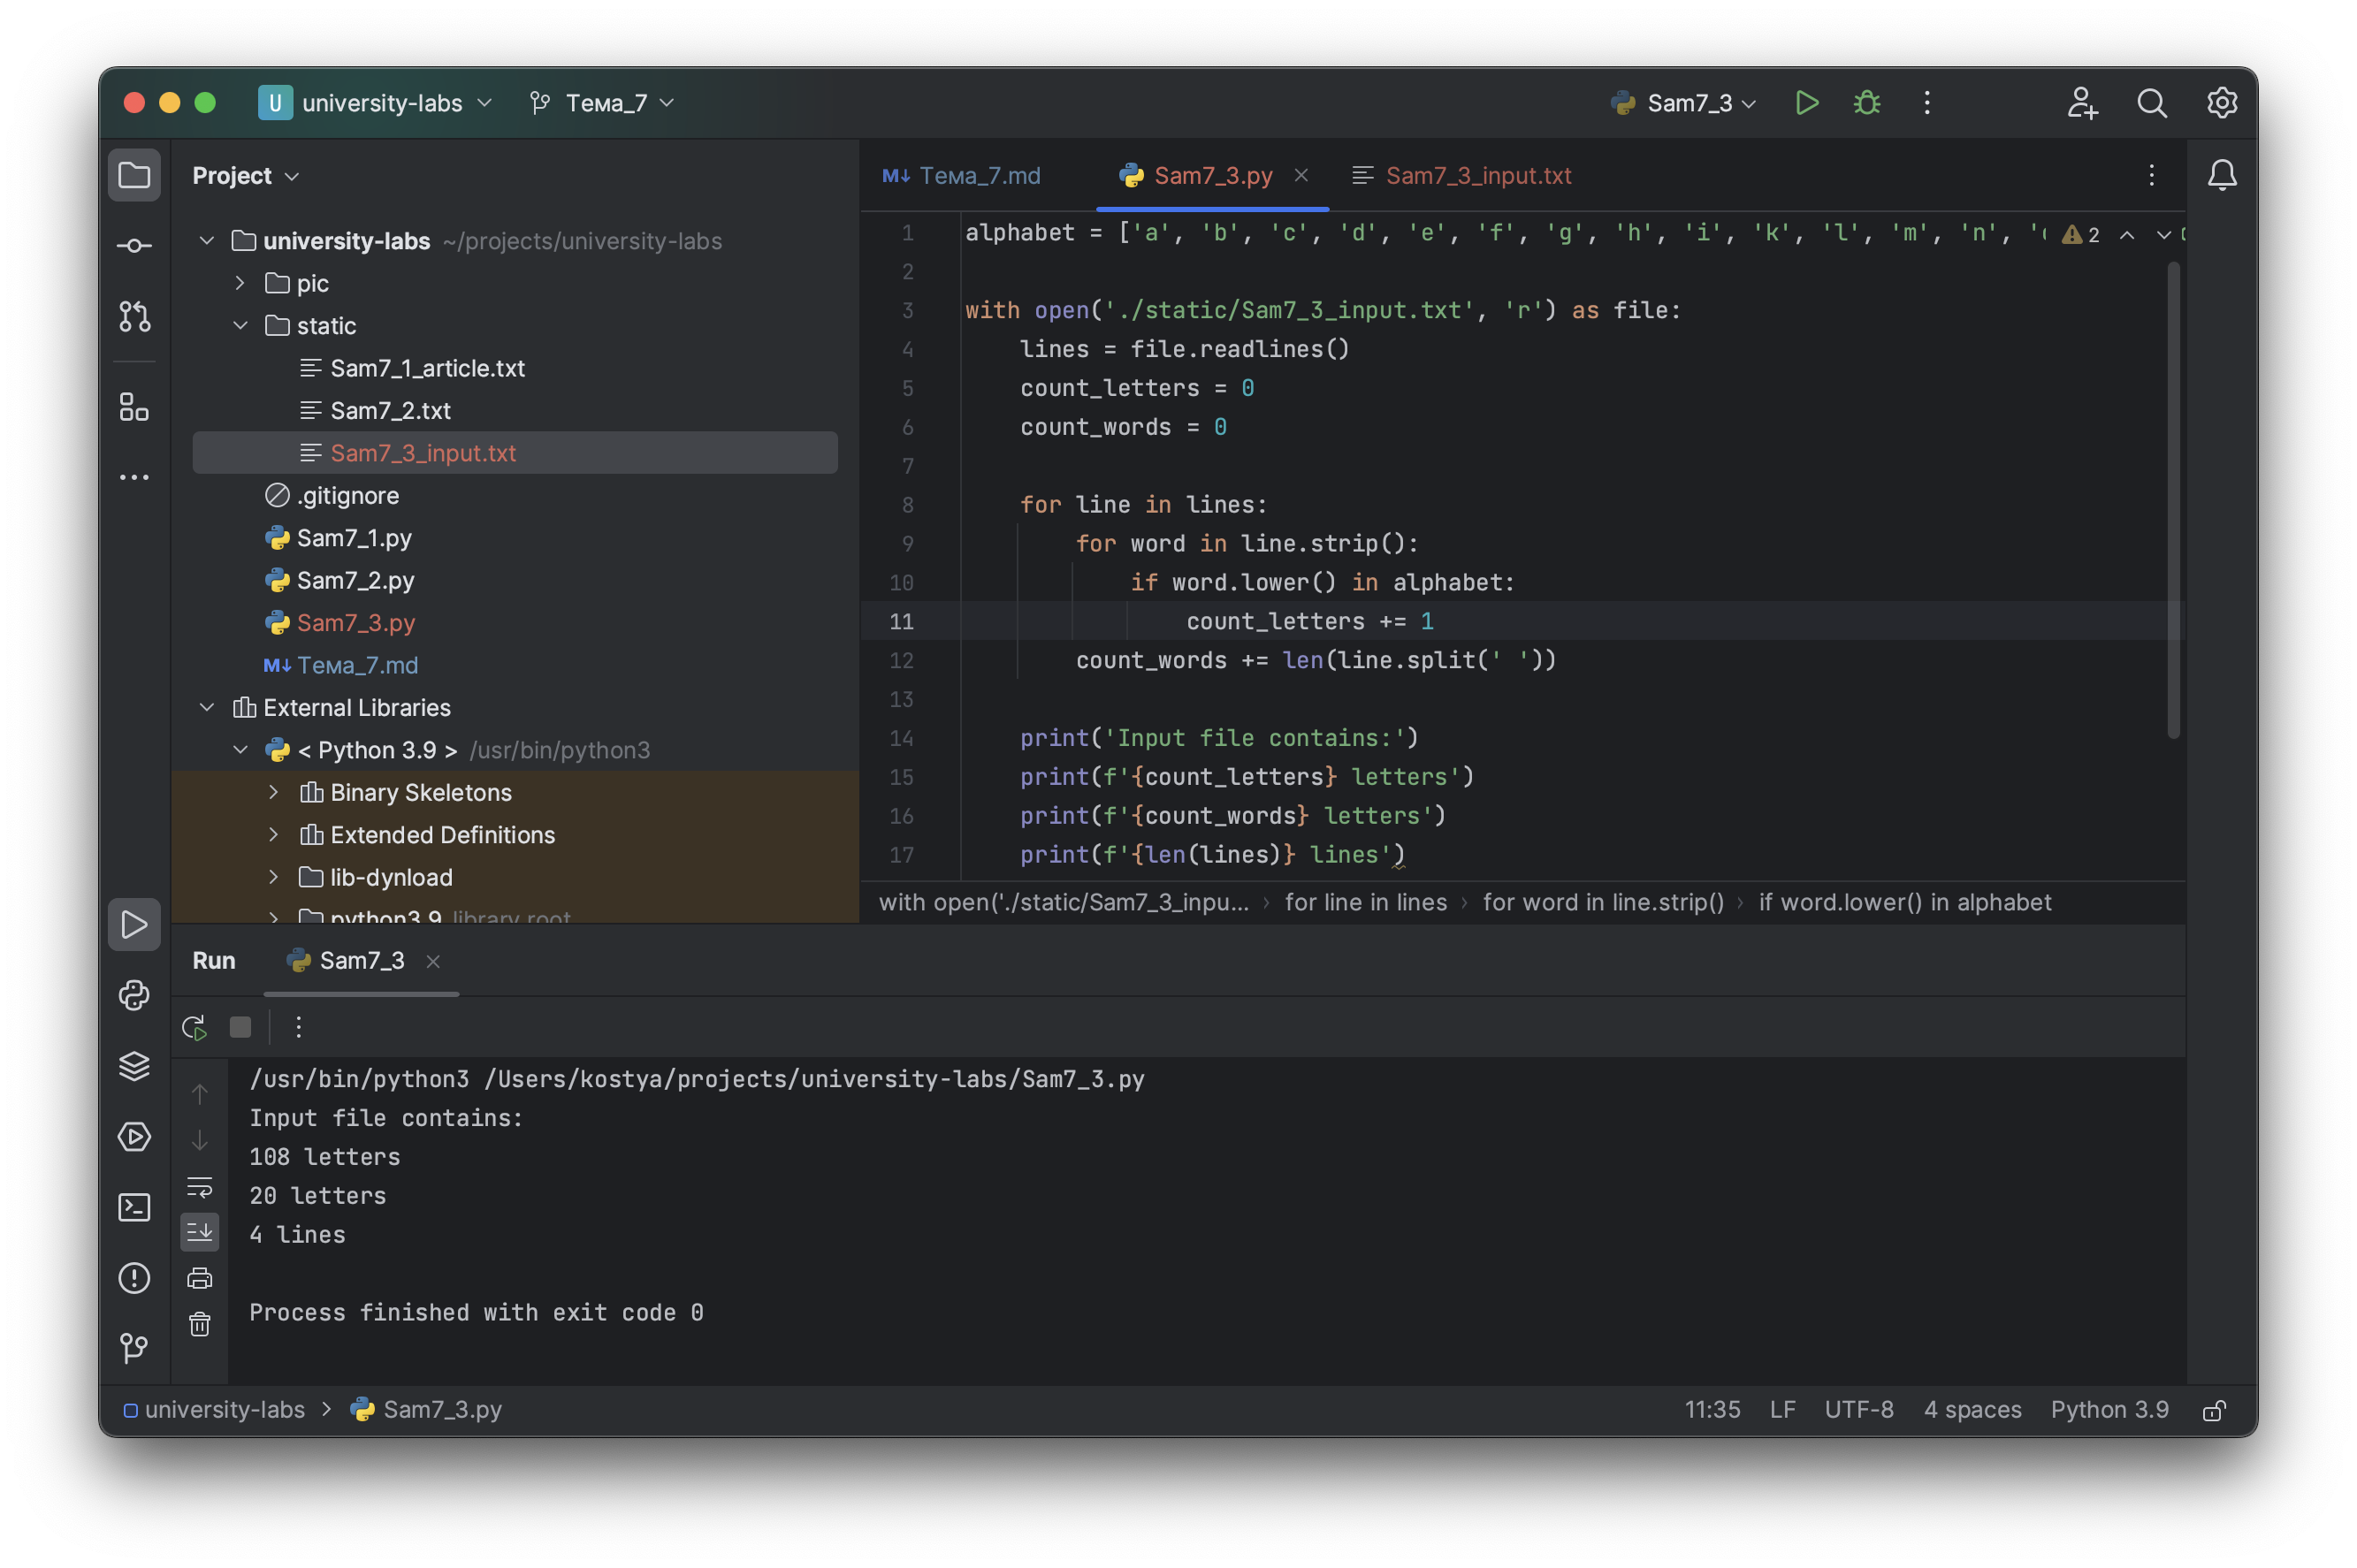 U university-labs Тема_7 Sam7_3
Project
university-labs ~/projects/university-labs
pic
static
Sam7_1_article.txt
Sam7_2.txt
Sam7_3_input.txt
.gitignore
Sam7_1.py
Sam7_2.py
Sam7_3.py
M↓ Тема_7.md
External Libraries
< Python 3.9 > /usr/bin/python3
Binary Skeletons
Extended Definitions
lib-dynload
python3.9 library root
M↓ Тема_7.md Sam7_3.py Sam7_3_input.txt
1 alphabet = ['a', 'b', 'c', 'd', 'e', 'f', 'g', 'h', 'i', 'k', 'l', 'm', 'n', ' 2
2
3 with open('./static/Sam7_3_input.txt', 'r') as file:
4 lines = file.readlines()
5 count_letters = 0
6 count_words = 0
7
8 for line in lines:
9 for word in line.strip():
10 if word.lower() in alphabet:
11 count_letters += 1
12 count_words += len(line.split(' '))
13
14 print('Input file contains:')
15 print(f'{count_letters} letters')
16 print(f'{count_words} letters')
17 print(f'{len(lines)} lines')
with open('./static/Sam7_3_inpu... › for line in lines › for word in line.strip() › if word.lower() in alphabet
Run Sam7_3
/usr/bin/python3 /Users/kostya/projects/university-labs/Sam7_3.py
Input file contains:
108 letters
20 letters
4 lines
Process finished with exit code 0
university-labs > Sam7_3.py 11:35 LF UTF-8 4 spaces Python 3.9